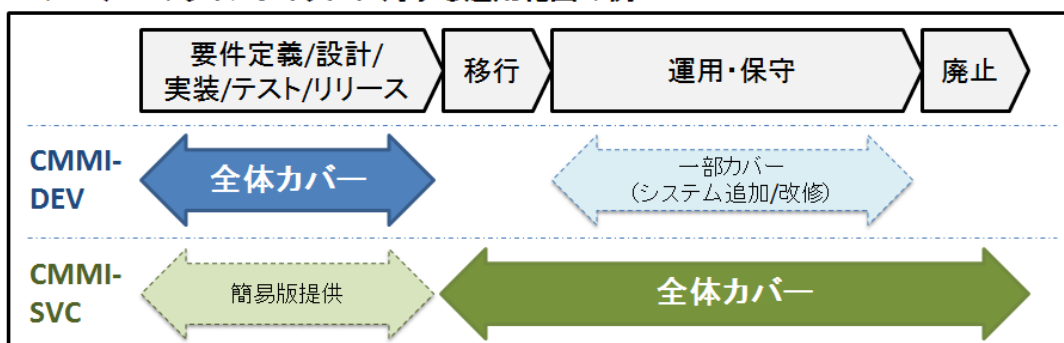 要件定義/設計/
実装/テスト/リリース
移行
運用・保守
廃止
CMMI-
DEV
全体カバー
一部カバー
(システム追加/改修)
CMMI-
SVC
簡易版提供
全体カバー